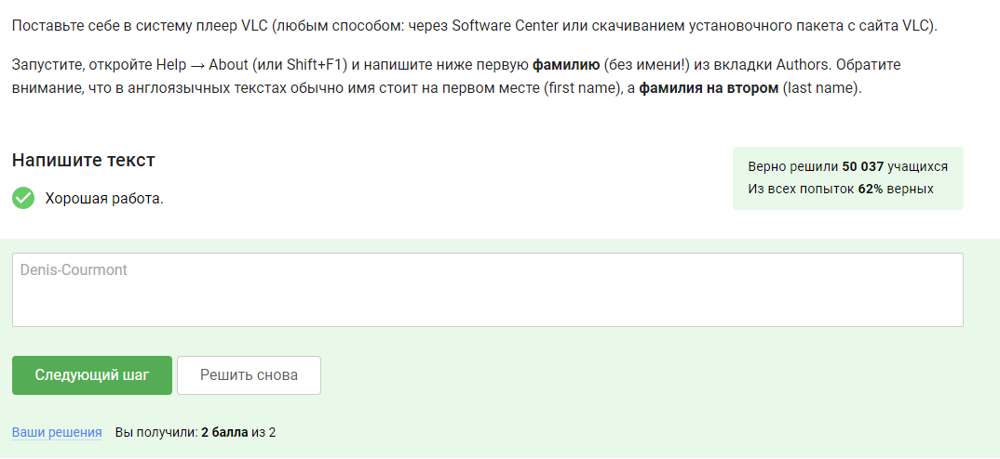 Поставьте себе в систему плеер VLC (любым способом: через Software Center или скачиванием установочного пакета с сайта VLC).
Запустите, откройте Help → About (или Shift+F1) и напишите ниже первую фамилию (без имени!) из вкладки Authors. Обратите
внимание, что в англоязычных текстах обычно имя стоит на первом месте (first name), а фамилия на втором (last name).
Напишите текст
Хорошая работа.
Верно решили 50 037 учащихся
Из всех попыток 62% верных
Denis-Courmont
Следующий шаг
Решить снова
Ваши решения Вы получили: 2 балла из 2